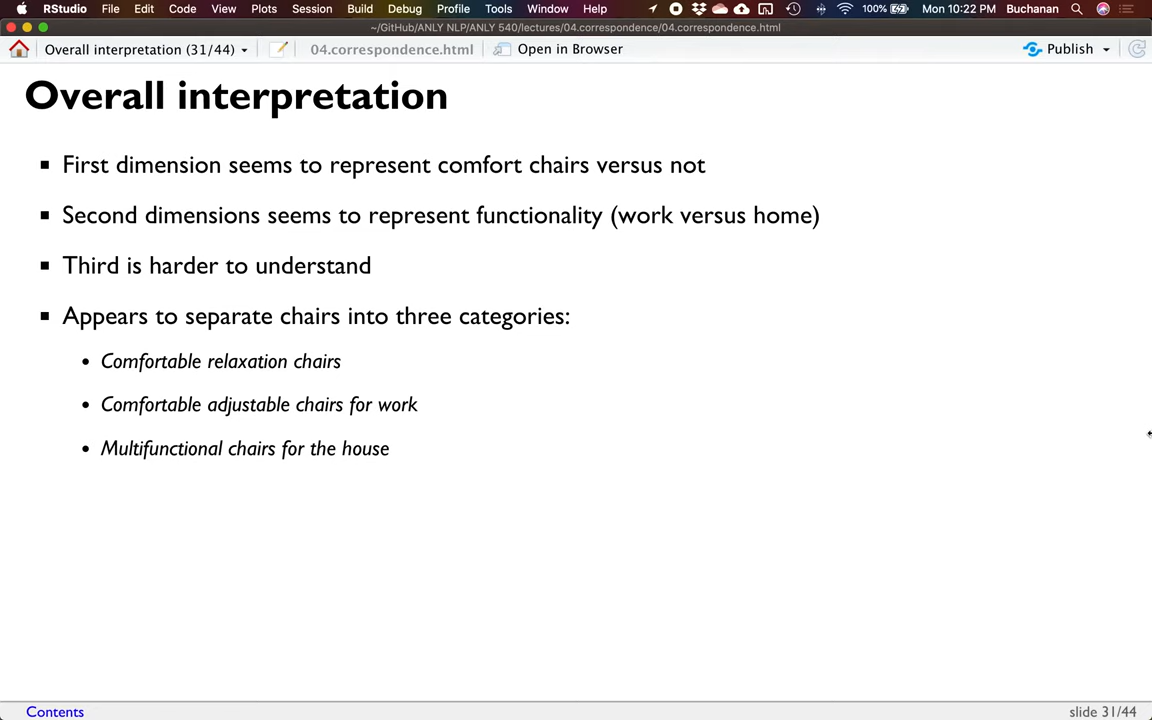 RStudio File Edit Code View Plots Session Build Debug Profile Tools Window Help 100% Mon 10:22 PM Buchanan
~/GitHub/ANLY NLP/ANLY 540/lectures/04.correspondence/04.correspondence.html
Overall interpretation (31/44) 04.correspondence.html Open in Browser Publish
Overall interpretation
First dimension seems to represent comfort chairs versus not
Second dimensions seems to represent functionality (work versus home)
Third is harder to understand
Appears to separate chairs into three categories:
Comfortable relaxation chairs
Comfortable adjustable chairs for work
Multifunctional chairs for the house
Contents slide 31/44